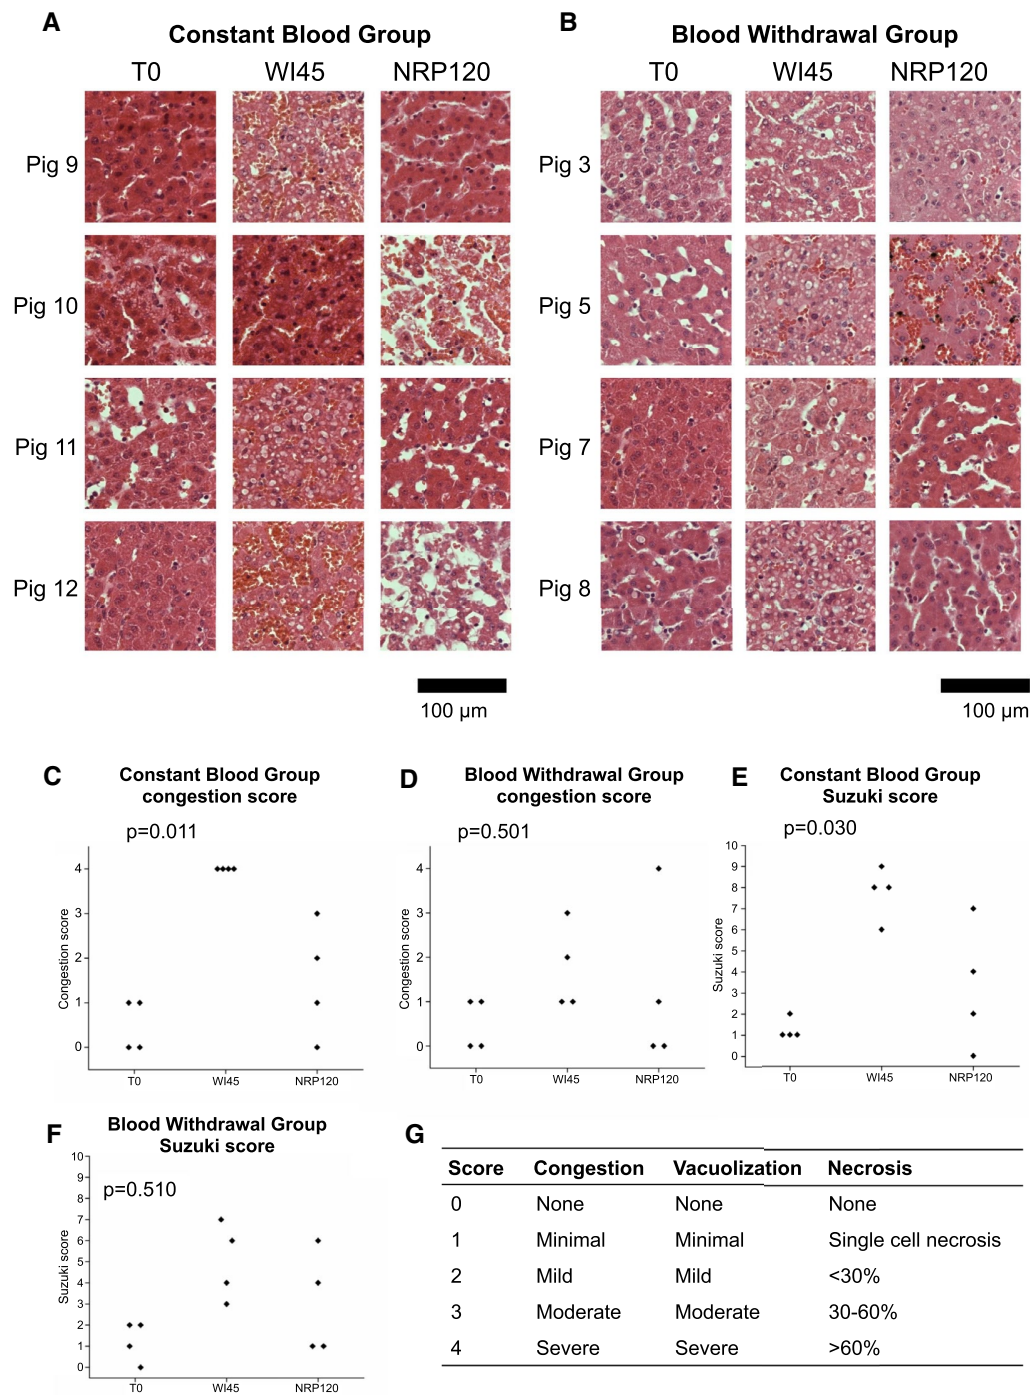 A
Constant Blood Group
T0 WI45 NRP120
Pig 9
Pig 10
Pig 11
Pig 12
100 µm
B
Blood Withdrawal Group
T0 WI45 NRP120
Pig 3
Pig 5
Pig 7
Pig 8
100 µm
C
Constant Blood Group
congestion score
p=0.011
Congestion score
4
3
2
1
0
T0 WI45 NRP120
D
Blood Withdrawal Group
congestion score
p=0.501
Congestion score
4
3
2
1
0
T0 WI45 NRP120
E
Constant Blood Group
Suzuki score
p=0.030
Suzuki score
10
9
8
7
6
5
4
3
2
1
0
T0 WI45 NRP120
F
Blood Withdrawal Group
Suzuki score
p=0.510
Suzuki score
10
9
8
7
6
5
4
3
2
1
0
T0 WI45 NRP120
G
Score Congestion Vacuolization Necrosis
0 None None None
1 Minimal Minimal Single cell necrosis
2 Mild Mild <30%
3 Moderate Moderate 30-60%
4 Severe Severe >60%